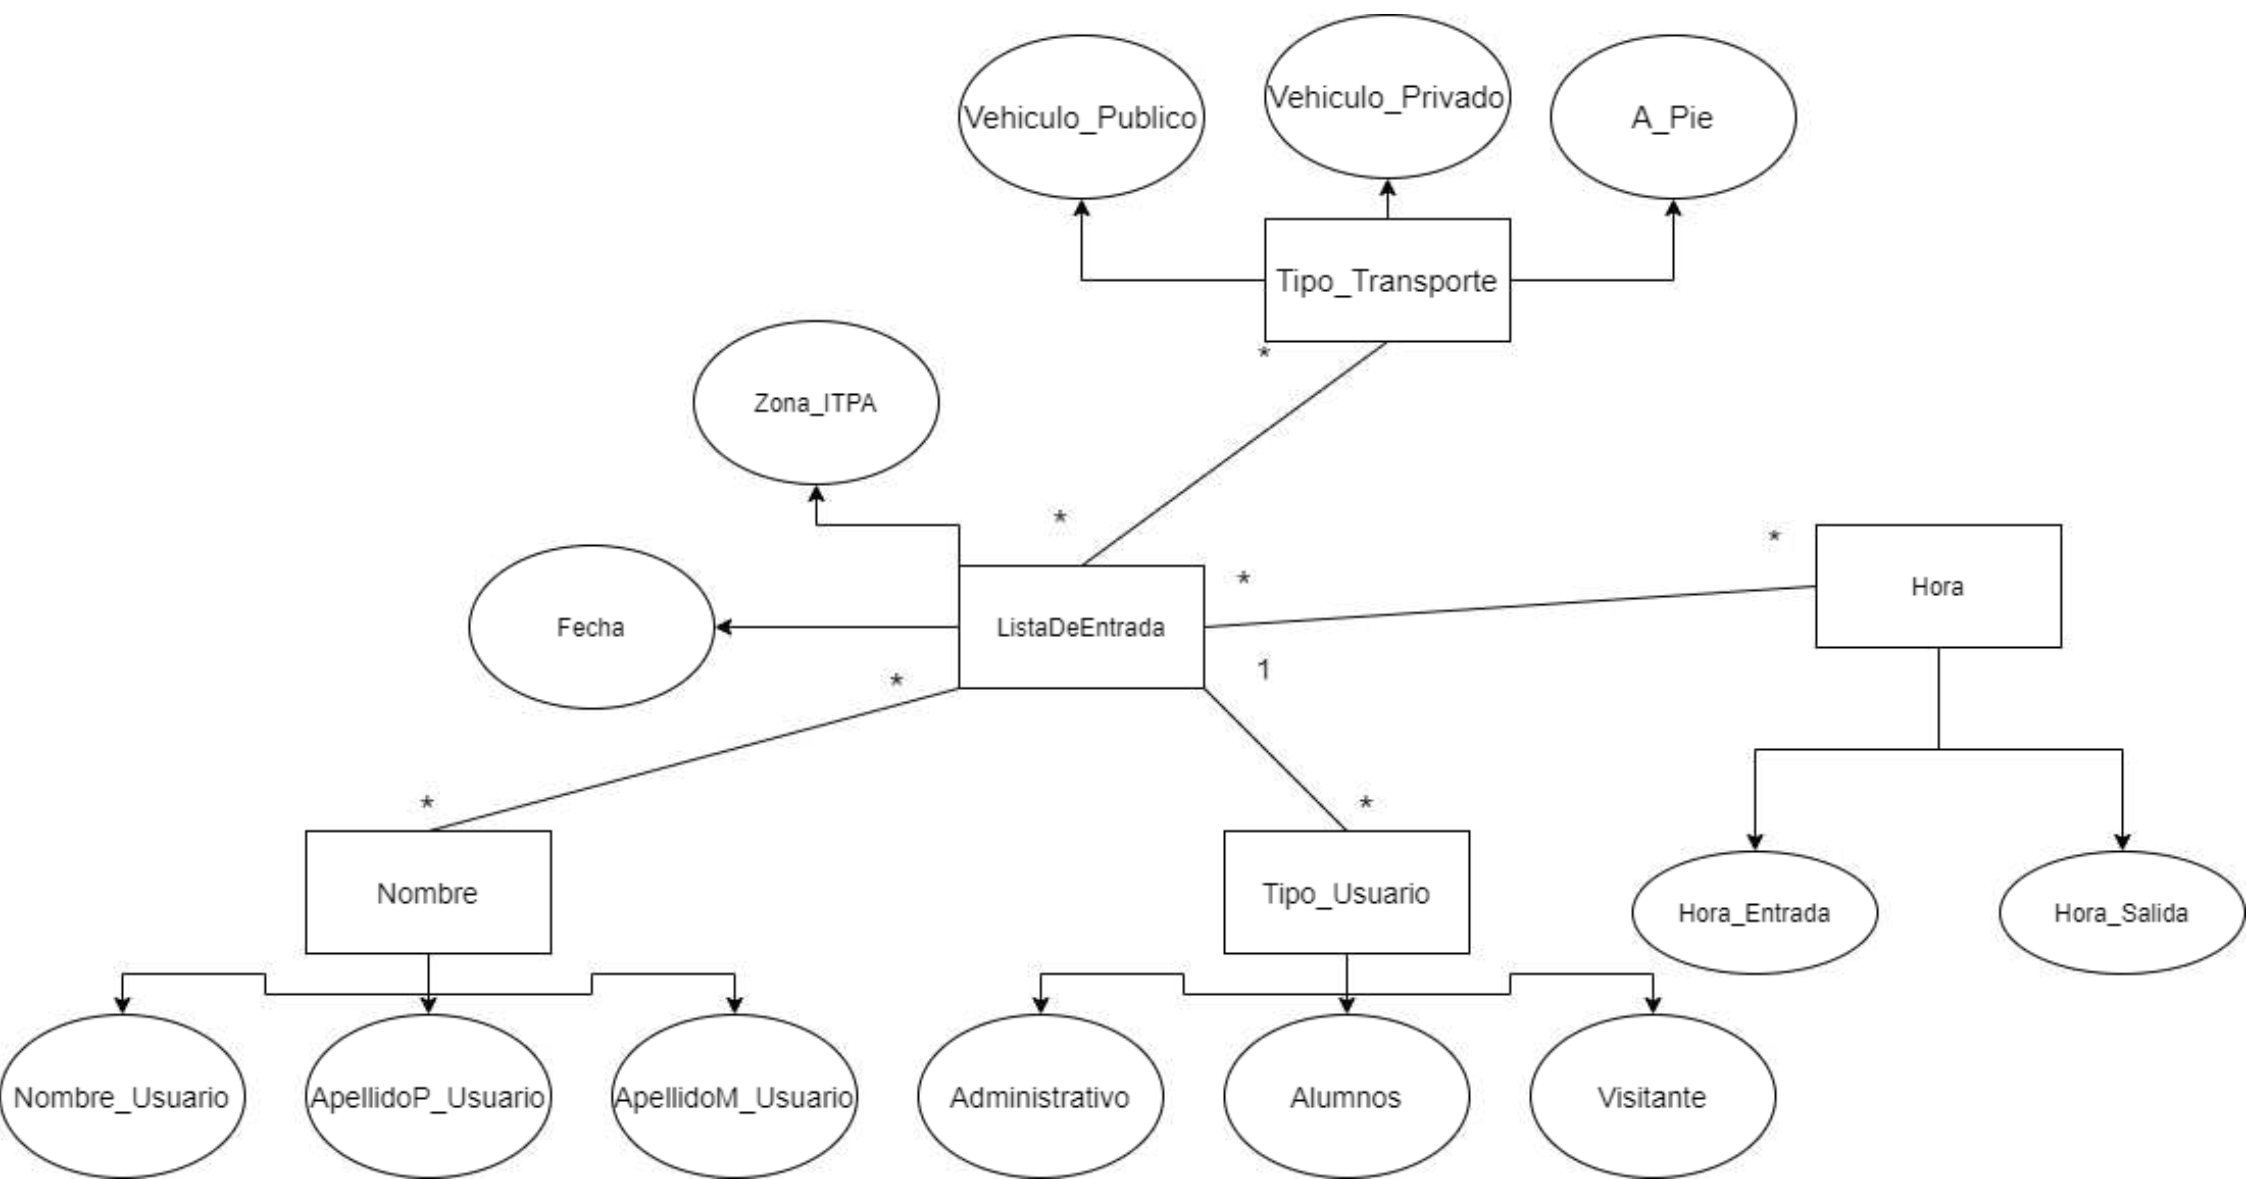 Vehiculo_Publico
Vehiculo_Privado
A_Pie
Tipo_Transporte
*
Zona_ITPA
*
*
*
Hora
Fecha
ListaDeEntrada
*
1
*
*
Nombre
Tipo_Usuario
Hora_Entrada
Hora_Salida
Nombre_Usuario
ApellidoP_Usuario
ApellidoM_Usuario
Administrativo
Alumnos
Visitante